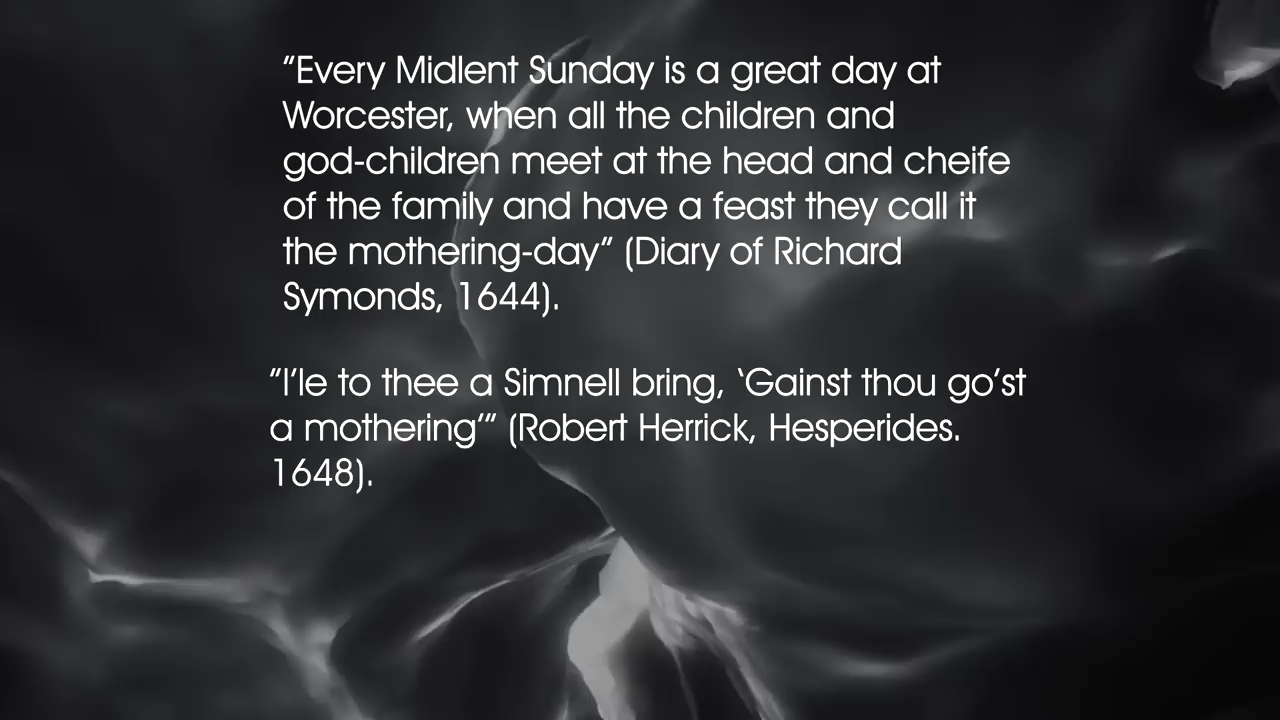 ”Every Midlent Sunday is a great day at
Worcester, when all the children and
god-children meet at the head and cheife
of the family and have a feast they call it
the mothering-day” (Diary of Richard
Symonds, 1644).
”I’le to thee a Simnell bring, ‘Gainst thou go’st
a mothering’” (Robert Herrick, Hesperides.
1648).